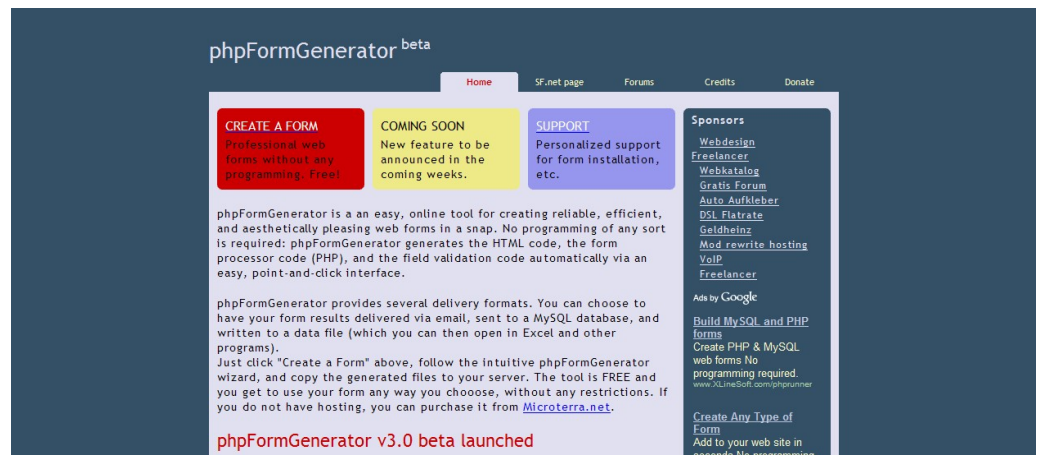 phpFormGenerator beta
Home SF.net page Forums Credits Donate
CREATE A FORM
Professional web
forms without any
programming. Free!
COMING SOON
New feature to be
announced in the
coming weeks.
SUPPORT
Personalized support
for form installation,
etc.
phpFormGenerator is a an easy, online tool for creating reliable, efficient,
and aesthetically pleasing web forms in a snap. No programming of any sort
is required: phpFormGenerator generates the HTML code, the form
processor code (PHP), and the field validation code automatically via an
easy, point-and-click interface.
phpFormGenerator provides several delivery formats. You can choose to
have your form results delivered via email, sent to a MySQL database, and
written to a data file (which you can then open in Excel and other
programs).
Just click "Create a Form" above, follow the intuitive phpFormGenerator
wizard, and copy the generated files to your server. The tool is FREE and
you get to use your form any way you chooose, without any restrictions. If
you do not have hosting, you can purchase it from Microterra.net.
phpFormGenerator v3.0 beta launched
Sponsors
Webdesign
Freelancer
Webkatalog
Gratis Forum
Auto Aufkleber
DSL Flatrate
Geldheinz
Mod rewrite hosting
VoIP
Freelancer
Ads by Google
Build MySQL and PHP
forms
Create PHP & MySQL
web forms No
programming required.
www.XLineSoft.com/phprunner
Create Any Type of
Form
Add to your web site in
seconds No programming